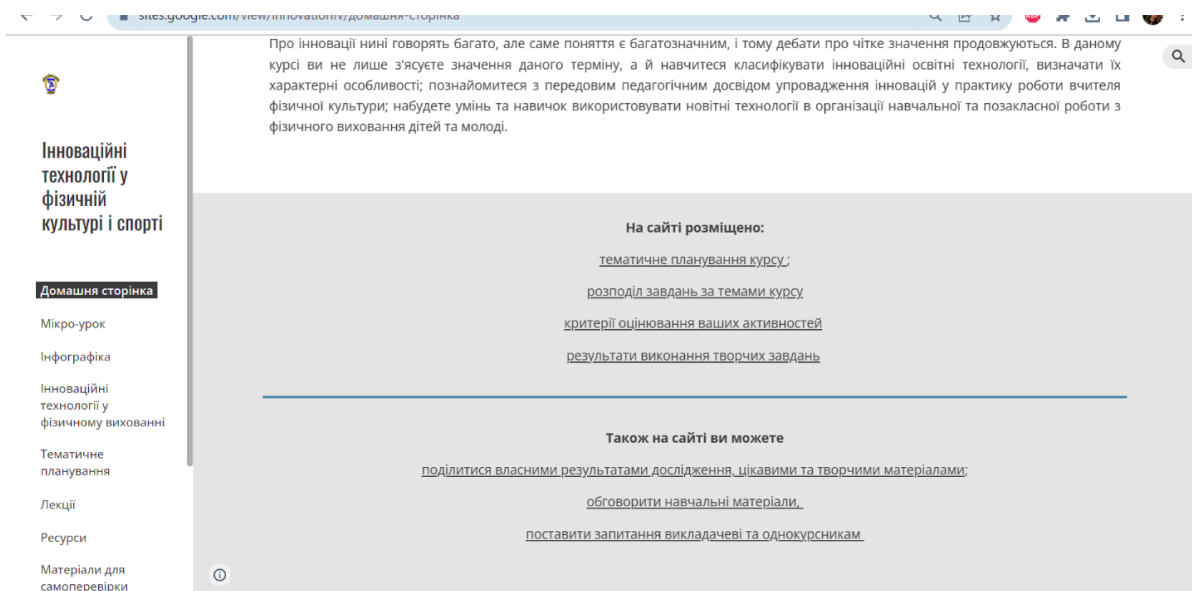 sites.google.com/view/innovationfv/домашня-сторінка
Про інновації нині говорять багато, але саме поняття є багатозначним, і тому дебати про чітке значення продовжуються. В даному
курсі ви не лише з'ясуєте значення даного терміну, а й навчитеся класифікувати інноваційні освітні технології, визначати їх
характерні особливості; познайомитеся з передовим педагогічним досвідом упровадження інновацій у практику роботи вчителя
фізичної культури; набудете умінь та навичок використовувати новітні технології в організації навчальної та позакласної роботи з
фізичного виховання дітей та молоді.
Інноваційні
технології у
фізичній
культурі і спорті
Домашня сторінка
Мікро-урок
Інфографіка
Інноваційні
технології у
фізичному вихованні
Тематичне
планування
Лекції
Ресурси
Матеріали для
самоперевірки
На сайті розміщено:
тематичне планування курсу ;
розподіл завдань за темами курсу
критерії оцінювання ваших активностей
результати виконання творчих завдань
Також на сайті ви можете
поділитися власними результатами дослідження, цікавими та творчими матеріалами;
обговорити навчальні матеріали,
поставити запитання викладачеві та однокурсникам